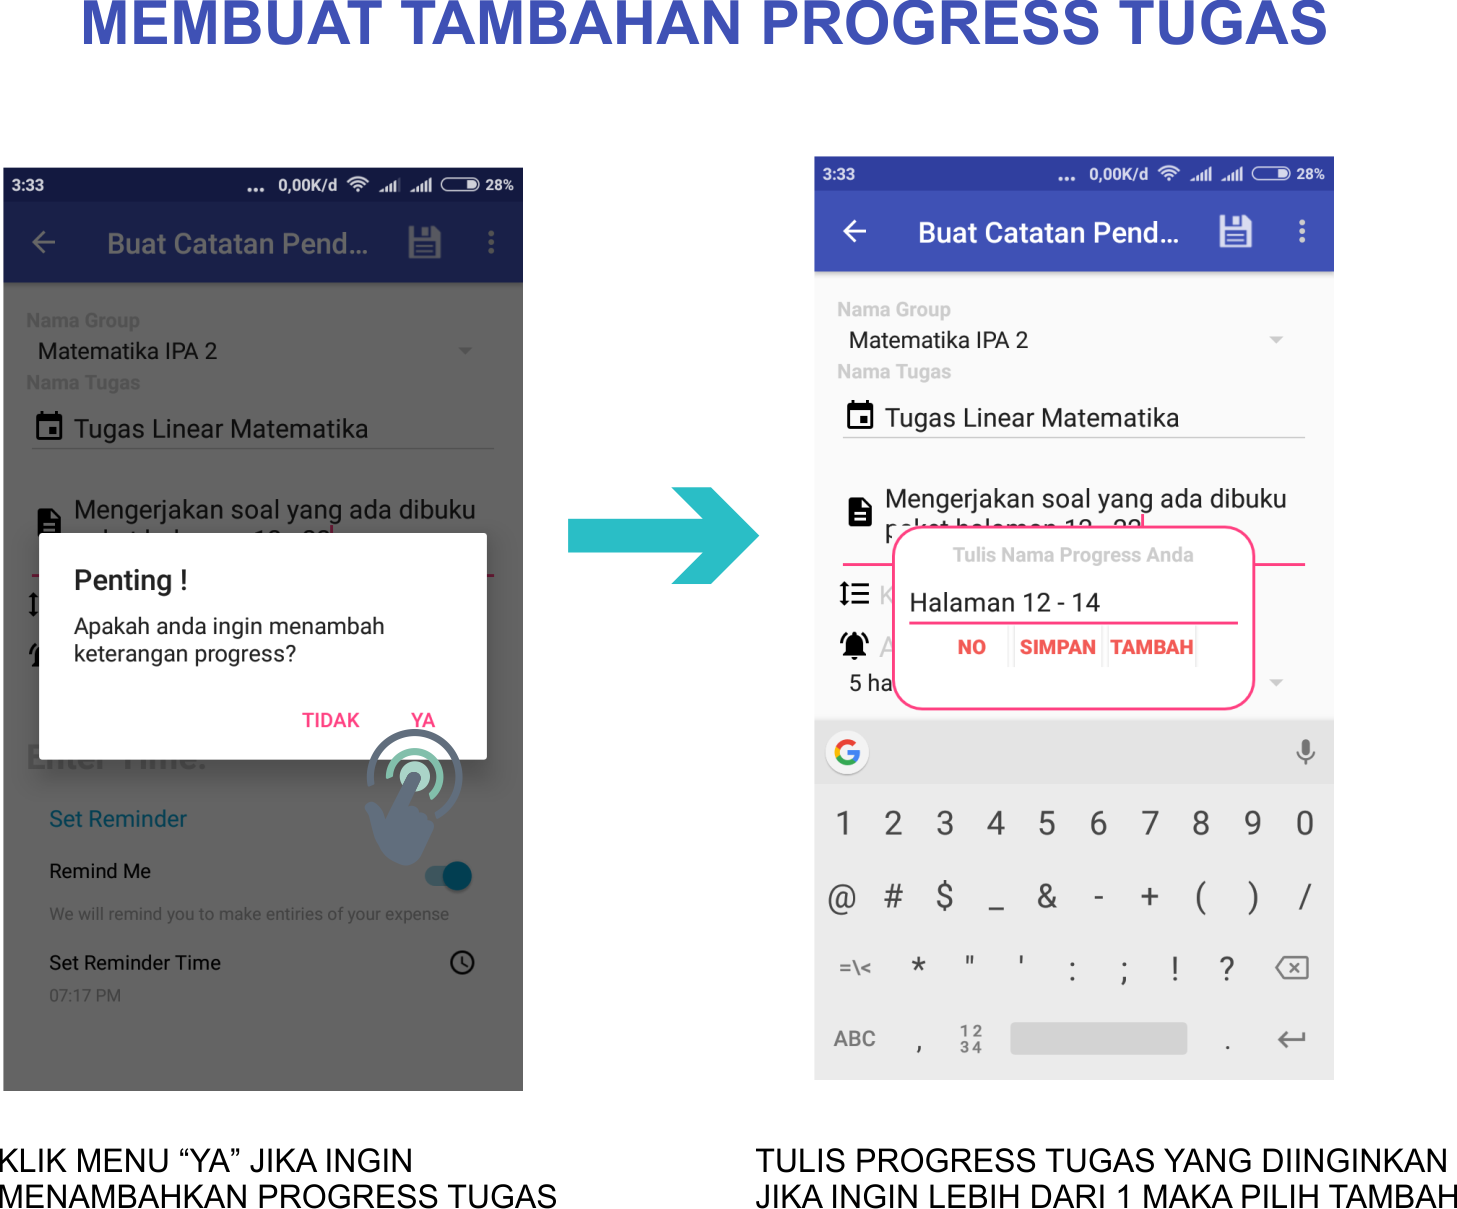 MEMBUAT TAMBAHAN PROGRESS TUGAS
3:33
... 0,00K/d 28%
Buat Catatan Pend...
Nama Group
Matematika IPA 2
Nama Tugas
Tugas Linear Matematika
Mengerjakan soal yang ada dibuku
Penting !
Apakah anda ingin menambah
keterangan progress?
TIDAK YA
Enter Time:
Set Reminder
Remind Me
We will remind you to make entiries of your expense
Set Reminder Time
07:17 PM
KLIK MENU “YA” JIKA INGIN
MENAMBAHKAN PROGRESS TUGAS
3:33
... 0,00K/d 28%
Buat Catatan Pend...
Nama Group
Matematika IPA 2
Nama Tugas
Tugas Linear Matematika
Mengerjakan soal yang ada dibuku
paket halaman 12 - 22
Tulis Nama Progress Anda
K
Halaman 12 - 14
A
NO SIMPAN TAMBAH
5 ha
G
1 2 3 4 5 6 7 8 9 0
@ # $ _ & - + ( ) /
=\< * " ' : ; ! ?
ABC , 12 .
34
TULIS PROGRESS TUGAS YANG DIINGINKAN
JIKA INGIN LEBIH DARI 1 MAKA PILIH TAMBAH